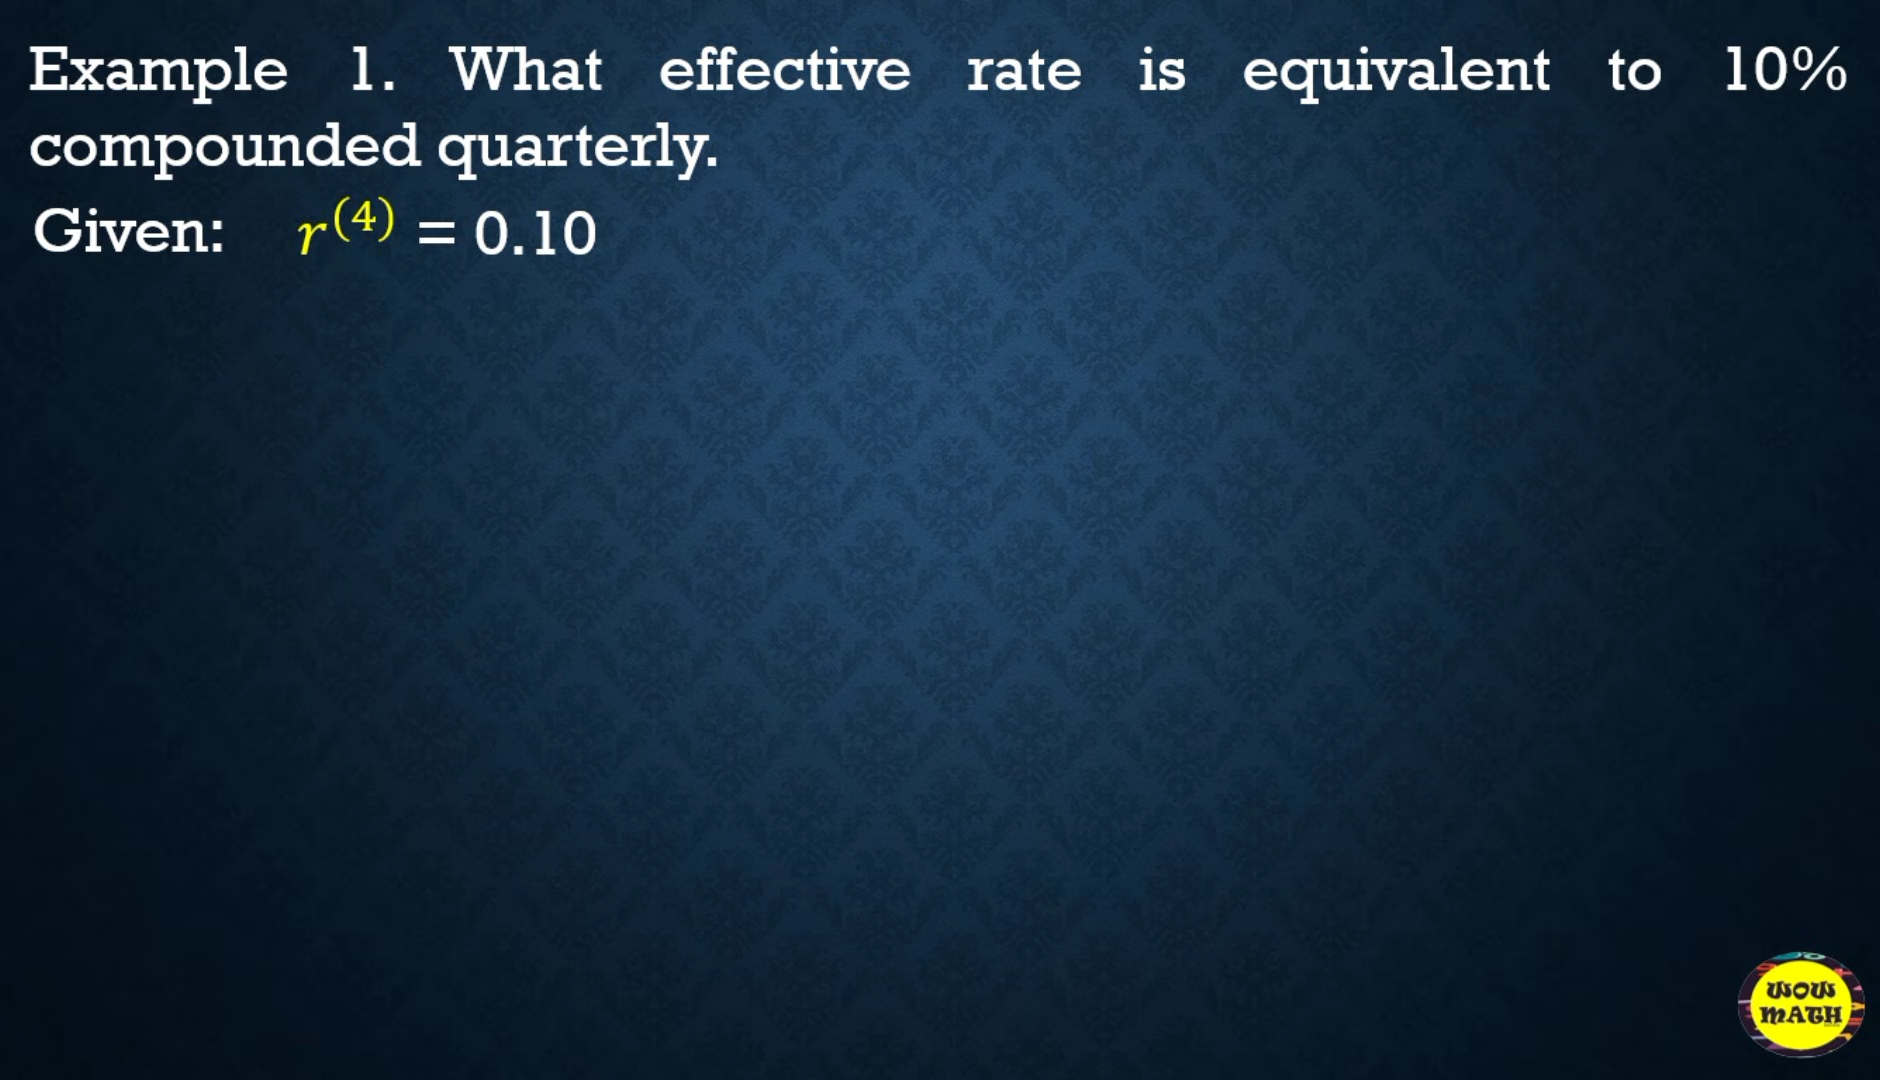 Example 1. What effective rate is equivalent to 10%
compounded quarterly.
Given: r⁽⁴⁾ = 0.10
WOW
MATH